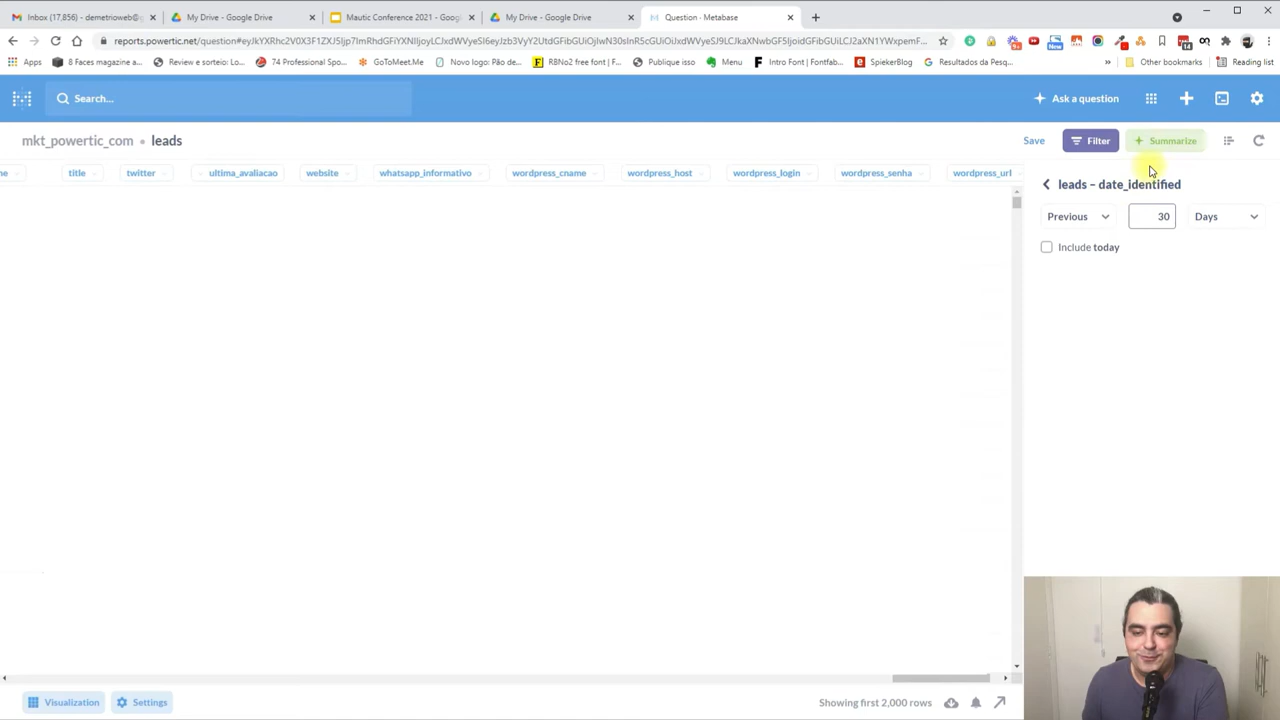 Inbox (17,856) - demetrioweb@g
My Drive - Google Drive
Mautic Conference 2021 - Googl
My Drive - Google Drive
Question · Metabase
Apps
8 Faces magazine a...
Review e sorteio: Lo...
74 Professional Spo...
GoToMeet.Me
Novo logo: Pão de...
RBNo2 free font | F...
Publique isso
Menu
Intro Font | Fontfab...
SpiekerBlog
Resultados da Pesq...
»
Other bookmarks
Reading list
Search...
Ask a question
mkt_powertic_com • leads
Save
Filter
Summarize
title
twitter
ultima_avaliacao
website
whatsapp_informativo
wordpress_cname
wordpress_host
wordpress_login
wordpress_senha
wordpress_url
leads – date_identified
Previous
30
Days
Include today
Visualization
Settings
Showing first 2,000 rows